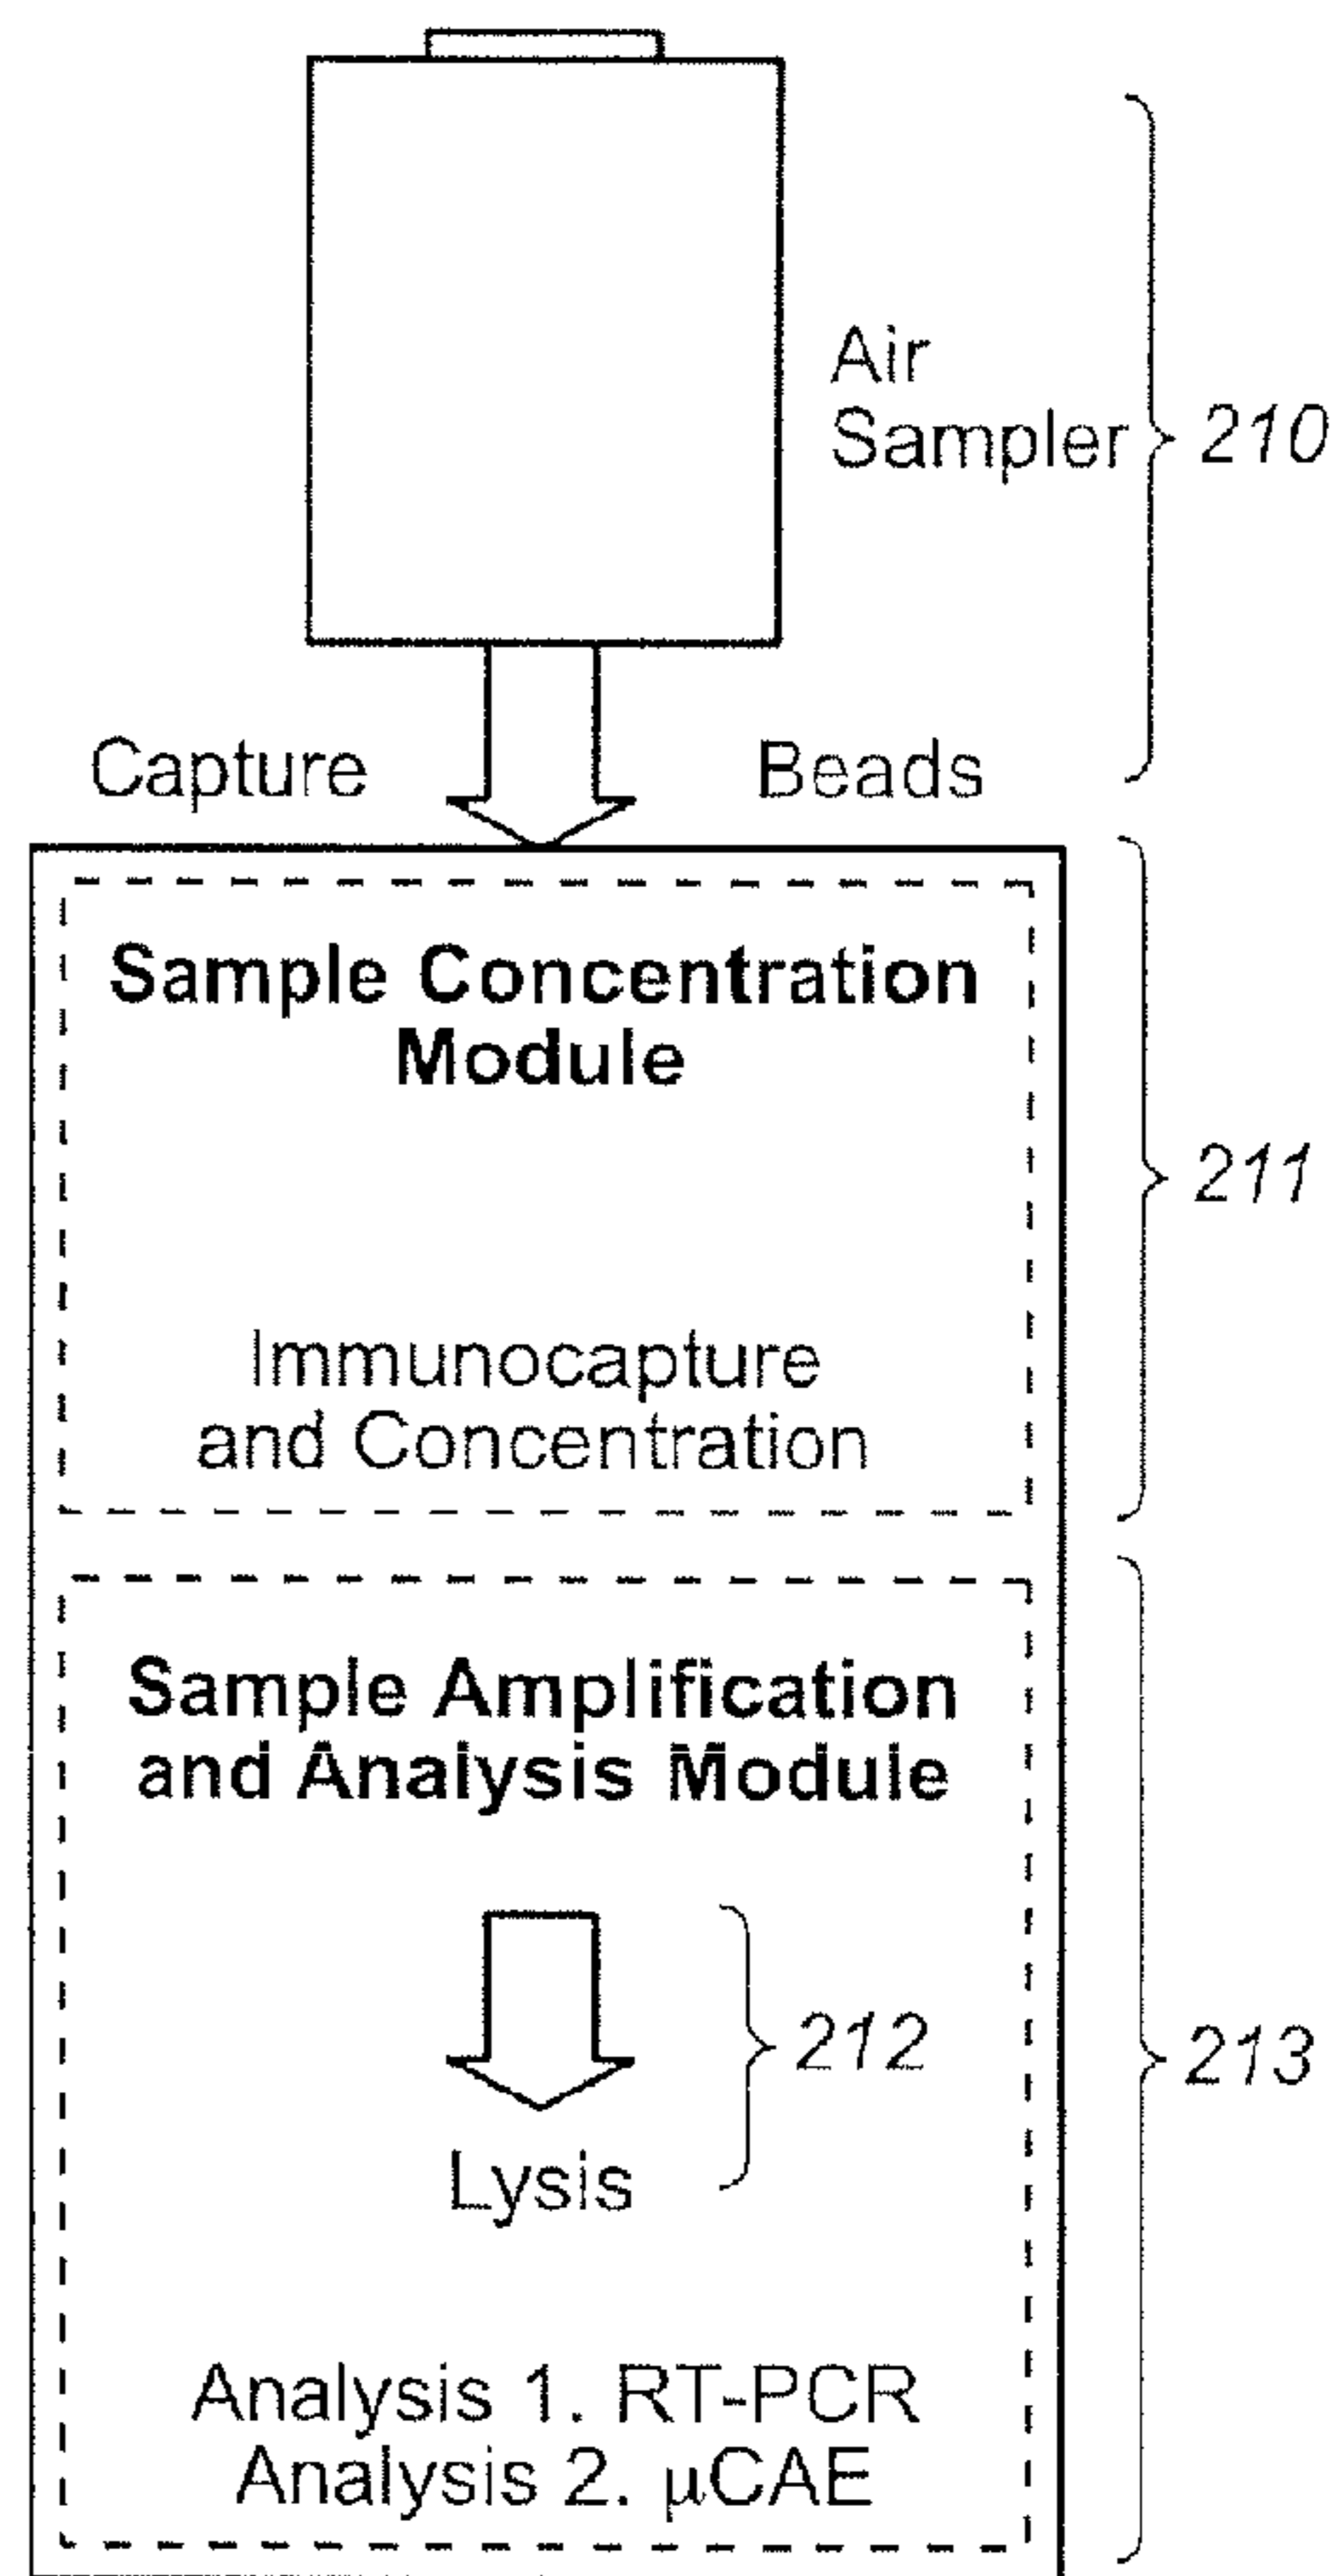 Air
Sampler
210
Capture
Beads
Sample Concentration
Module
211
Immunocapture
and Concentration
Sample Amplification
and Analysis Module
212
213
Lysis
Analysis 1. RT-PCR
Analysis 2. μCAE